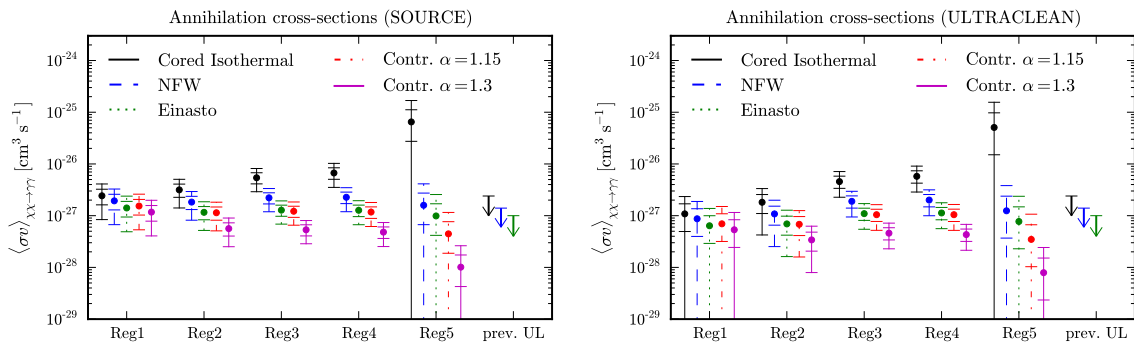 Annihilation cross-sections (SOURCE)
⟨σv⟩χχ→γγ [cm³ s⁻¹]
10⁻²⁴
10⁻²⁵
10⁻²⁶
10⁻²⁷
10⁻²⁸
10⁻²⁹
Cored Isothermal
NFW
Einasto
Contr. α=1.15
Contr. α=1.3
Reg1 Reg2 Reg3 Reg4 Reg5 prev. UL
Annihilation cross-sections (ULTRACLEAN)
⟨σv⟩χχ→γγ [cm³ s⁻¹]
10⁻²⁴
10⁻²⁵
10⁻²⁶
10⁻²⁷
10⁻²⁸
10⁻²⁹
Cored Isothermal
NFW
Einasto
Contr. α=1.15
Contr. α=1.3
Reg1 Reg2 Reg3 Reg4 Reg5 prev. UL